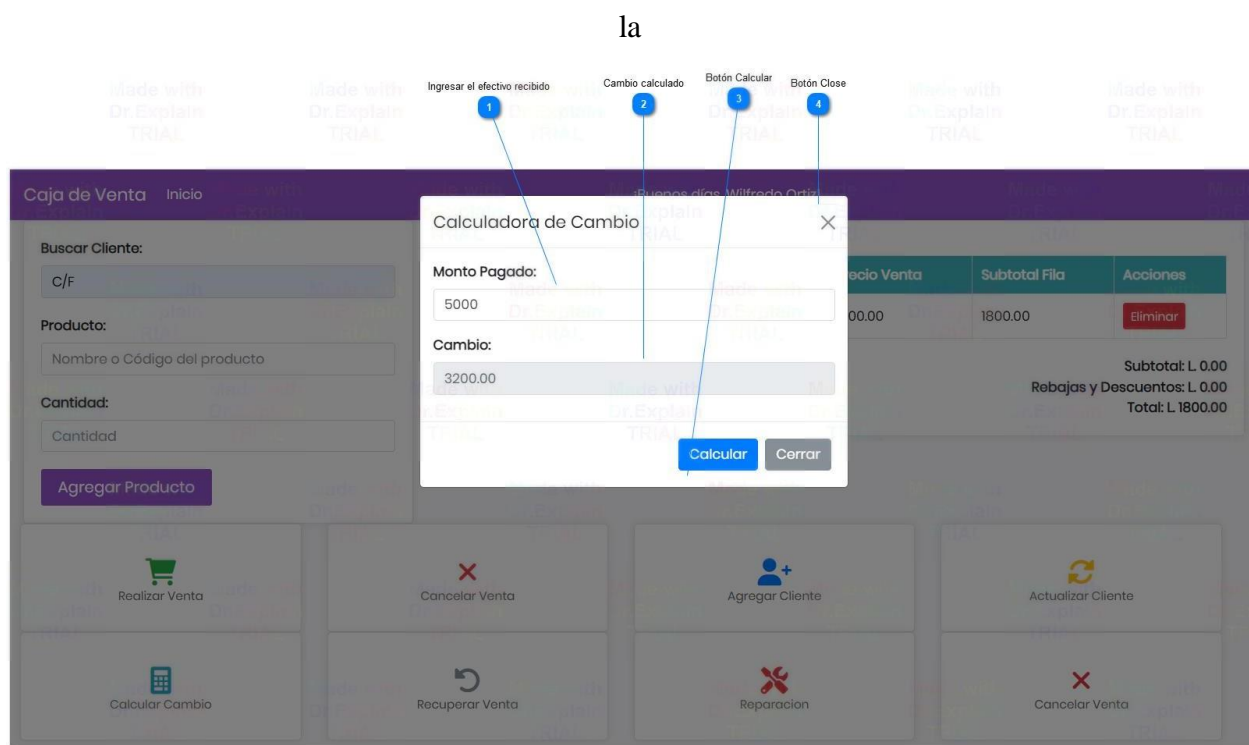 la
Ingresar el efectivo recibido
Cambio calculado
Botón Calcular
Botón Close
1
2
3
4
Made with
Dr.Explain
TRIAL
Caja de Venta Inicio
¡Buenos días, Wilfredo Ortiz!
Calculadora de Cambio
Buscar Cliente:
C/F
Producto:
Nombre o Código del producto
Cantidad:
Cantidad
Agregar Producto
Monto Pagado:
5000
Cambio:
3200.00
Calcular Cerrar
Venta Subtotal Fila Acciones
00.00 1800.00 Eliminar
Subtotal: L 0.00
Rebajas y Descuentos: L 0.00
Total: L 1800.00
Realizar Venta
Cancelar Venta
Agregar Cliente
Actualizar Cliente
Calcular Cambio
Recuperar Venta
Reparacion
Cancelar Venta